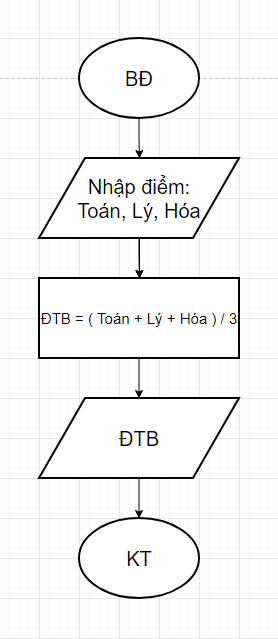 BĐ
Nhập điểm:
Toán, Lý, Hóa
ĐTB = ( Toán + Lý + Hóa ) / 3
ĐTB
KT